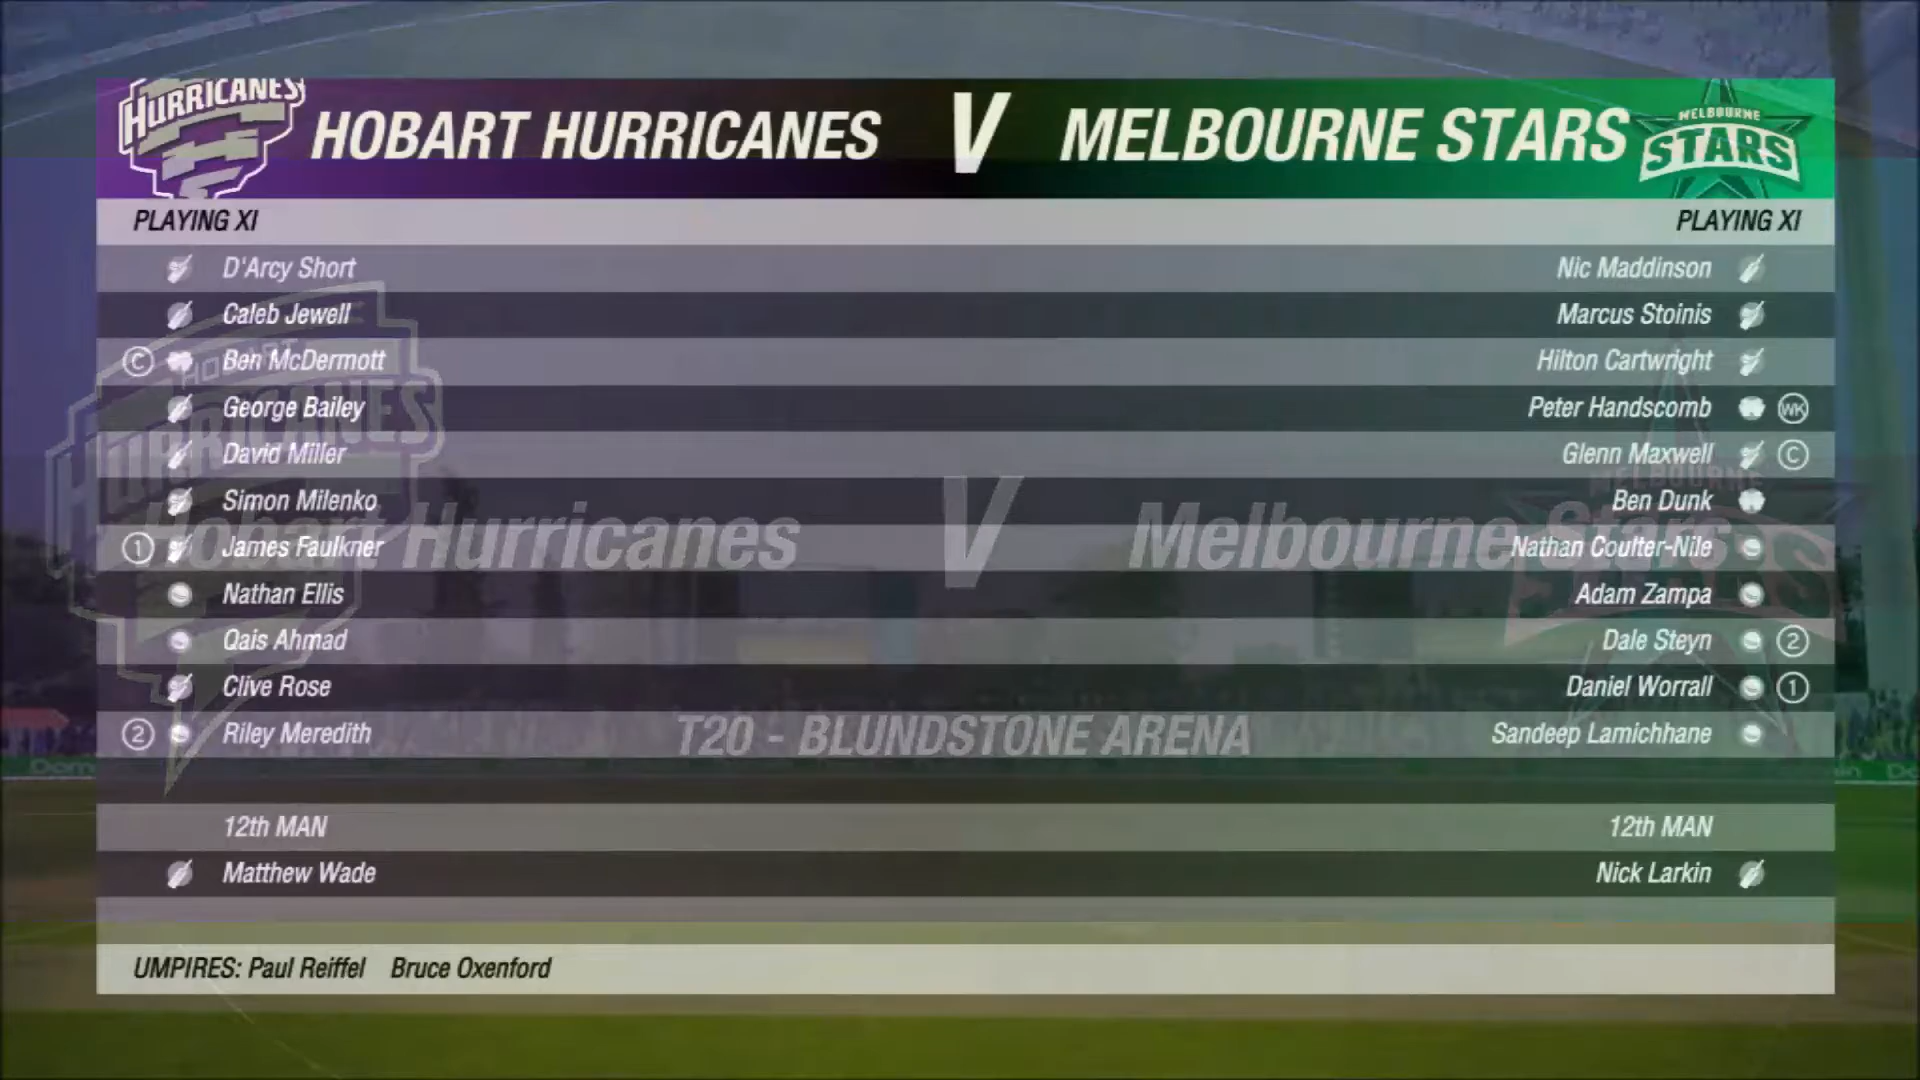 HURRICANES
HOBART HURRICANES V MELBOURNE STARS
MELBOURNE
STARS
PLAYING XI PLAYING XI
D'Arcy Short Nic Maddinson
Caleb Jewell Marcus Stoinis
C Ben McDermott Hilton Cartwright
George Bailey Peter Handscomb WK
David Miller Glenn Maxwell C
Simon Milenko Ben Dunk
1 James Faulkner Nathan Coulter-Nile
Nathan Ellis Adam Zampa
Qais Ahmad Dale Steyn 2
Clive Rose Daniel Worrall 1
2 Riley Meredith Sandeep Lamichhane
12th MAN 12th MAN
Matthew Wade Nick Larkin
UMPIRES: Paul Reiffel Bruce Oxenford
HOBART
HURRICANES
Hobart Hurricanes V Melbourne Stars
MELBOURNE
STARS
T20 - BLUNDSTONE ARENA